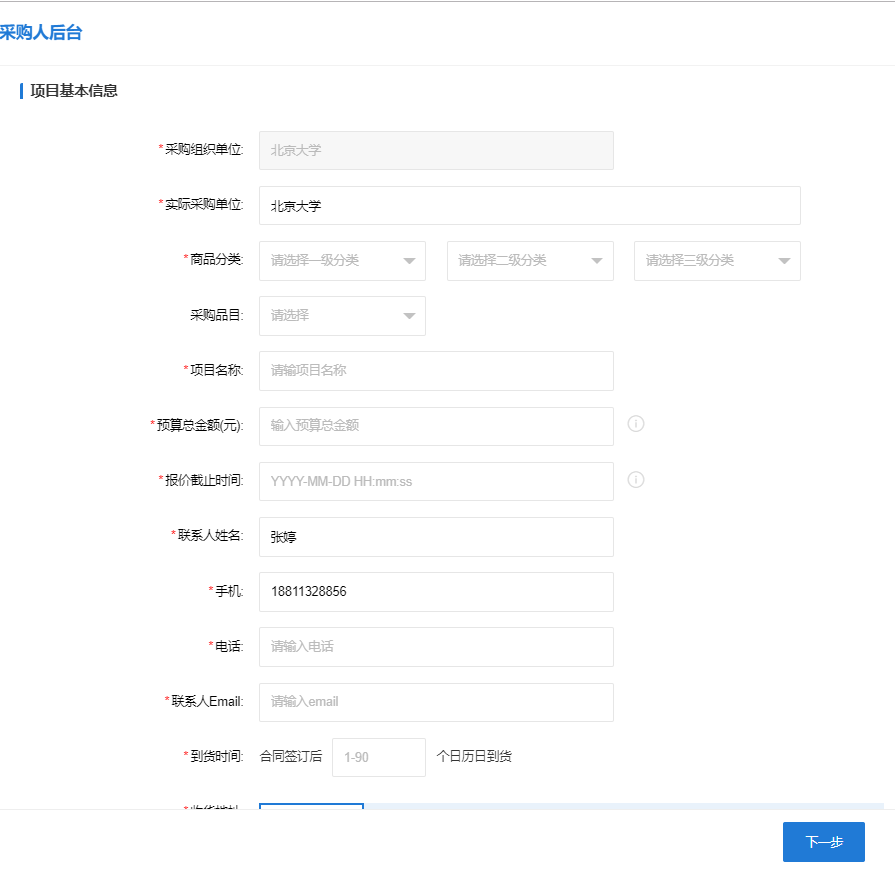 采购人后台
项目基本信息
*采购组织单位: 北京大学
*实际采购单位: 北京大学
*商品分类: 请选择一级分类 请选择二级分类 请选择三级分类
采购品目: 请选择
*项目名称: 请输项目名称
*预算总金额(元): 输入预算总金额
*报价截止时间: YYYY-MM-DD HH:mm:ss
*联系人姓名: 张婷
*手机: 18811328856
*电话: 请输入电话
*联系人Email: 请输入email
*到货时间: 合同签订后 1-90 个日历日到货
下一步